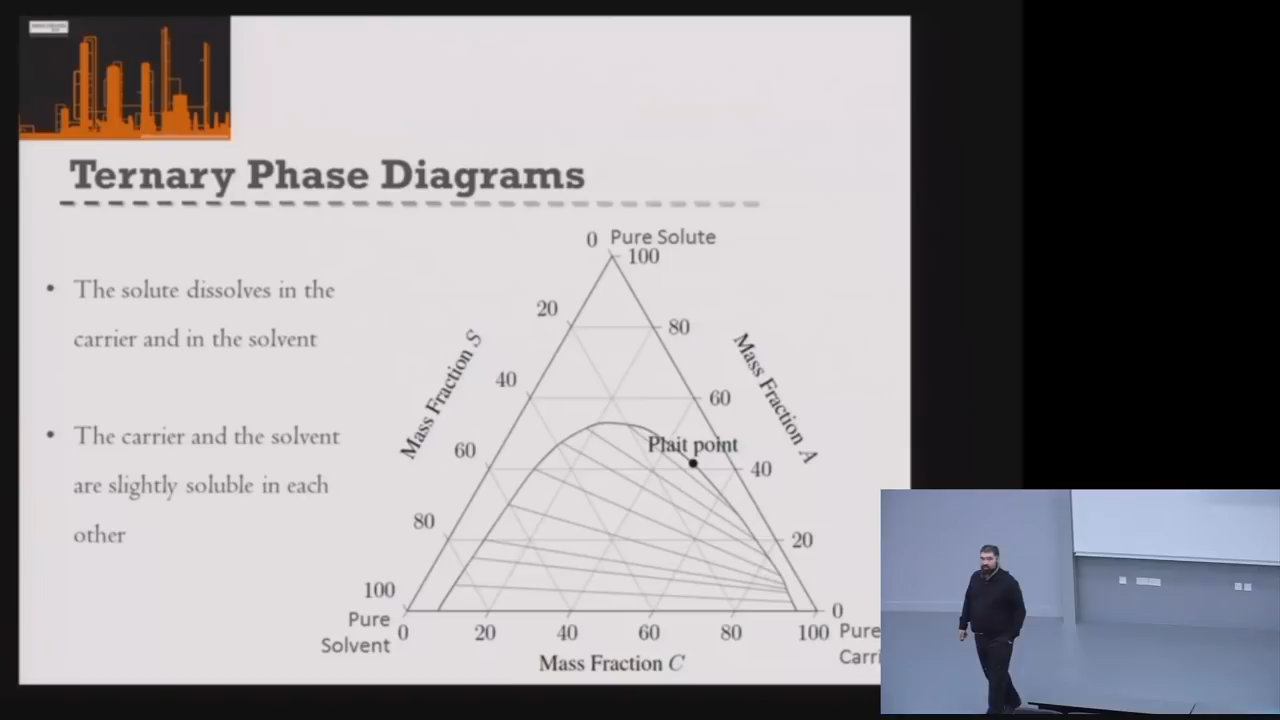 Ternary Phase Diagrams
• The solute dissolves in the
carrier and in the solvent
• The carrier and the solvent
are slightly soluble in each
other
0 Pure Solute
100
20
80
Mass Fraction S
Mass Fraction A
40
60
Plait point
60
40
80
20
100
0
Pure
Solvent
0 20 40 60 80 100
Pure
Carri
Mass Fraction C